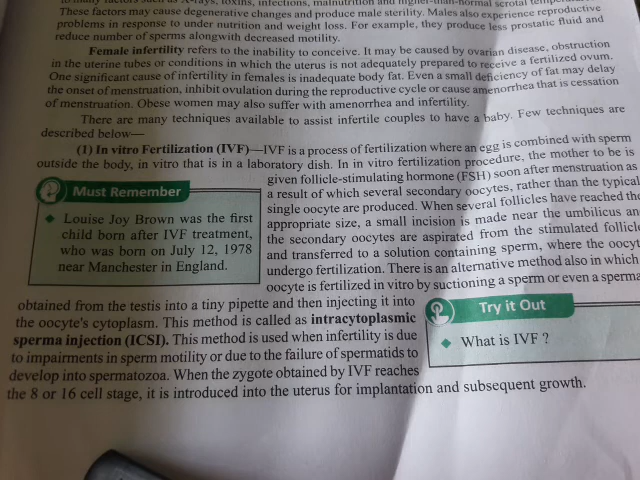 to many factors such as X-rays, toxins, infections, malnutrition and higher-than-normal scrotal
These factors may cause degenerative changes and produce male sterility. Males also experience reproductive
problems in response to under nutrition and weight loss. For example, they produce less prostatic fluid and
reduce number of sperms alongwith decreased motility.
Female infertility refers to the inability to conceive. It may be caused by ovarian disease, obstruction
in the uterine tubes or conditions in which the uterus is not adequately prepared to receive a fertilized ovum.
One significant cause of infertility in females is inadequate body fat. Even a small deficiency of fat may delay
the onset of menstruation, inhibit ovulation during the reproductive cycle or cause amenorrhea that is cessation
of menstruation. Obese women may also suffer with amenorrhea and infertility.
There are many techniques available to assist infertile couples to have a baby. Few techniques are
described below—
(1) In vitro Fertilization (IVF)—IVF is a process of fertilization where an egg is combined with sperm
outside the body, in vitro that is in a laboratory dish. In in vitro fertilization procedure, the mother to be is
given follicle-stimulating hormone (FSH) soon after menstruation as
a result of which several secondary oocytes, rather than the typical
single oocyte are produced. When several follicles have reached the
appropriate size, a small incision is made near the umbilicus an
the secondary oocytes are aspirated from the stimulated follicl
and transferred to a solution containing sperm, where the oocyt
undergo fertilization. There is an alternative method also in which
oocyte is fertilized in vitro by suctioning a sperm or even a sperma
Must Remember
◆ Louise Joy Brown was the first
child born after IVF treatment,
who was born on July 12, 1978
near Manchester in England.
obtained from the testis into a tiny pipette and then injecting it into
the oocyte's cytoplasm. This method is called as intracytoplasmic
sperma injection (ICSI). This method is used when infertility is due
to impairments in sperm motility or due to the failure of spermatids to
develop into spermatozoa. When the zygote obtained by IVF reaches
the 8 or 16 cell stage, it is introduced into the uterus for implantation and subsequent growth.
Try it Out
◆ What is IVF ?